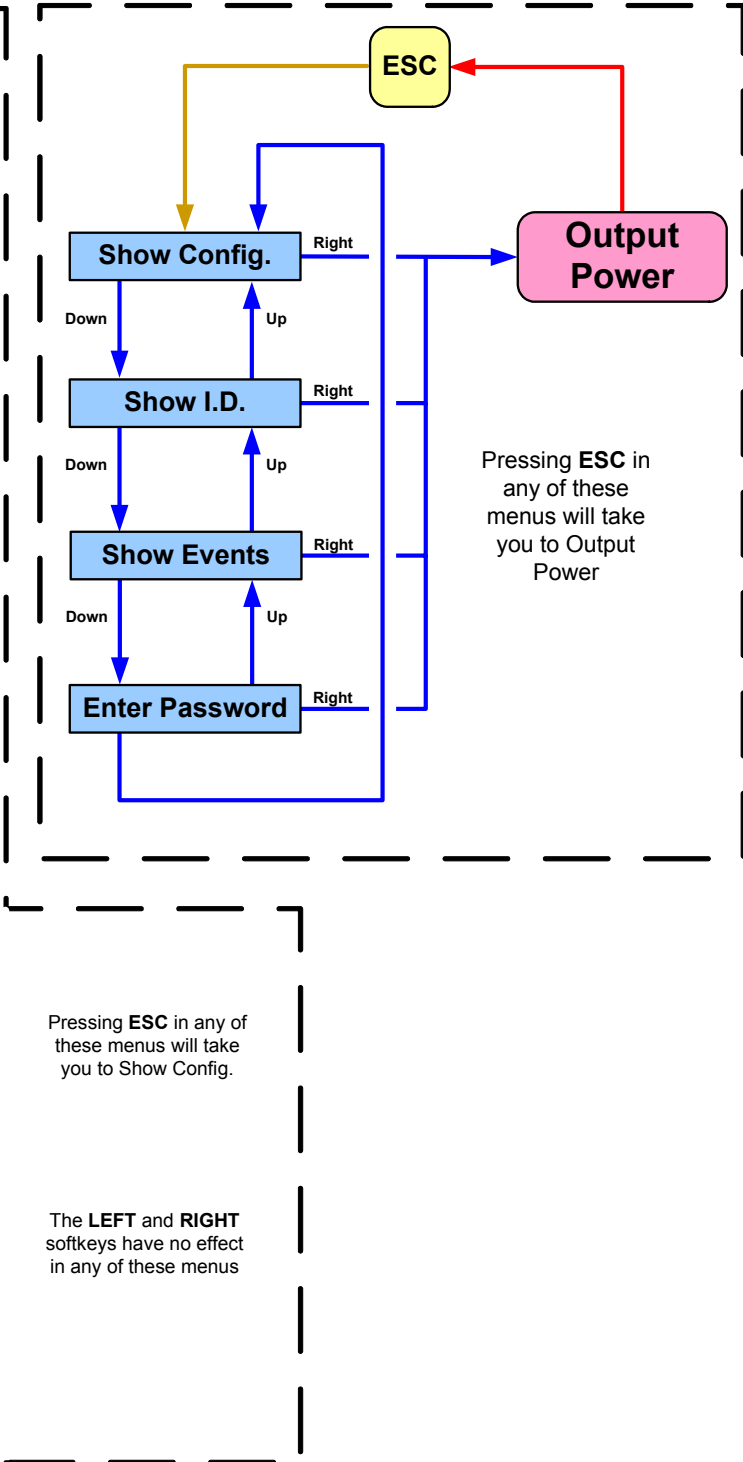 ESC
Output
Power
Show Config.
Right
Down
Up
Show I.D.
Right
Down
Up
Show Events
Right
Down
Up
Enter Password
Right
Pressing ESC in
any of these
menus will take
you to Output
Power
Pressing ESC in any of
these menus will take
you to Show Config.
The LEFT and RIGHT
softkeys have no effect
in any of these menus